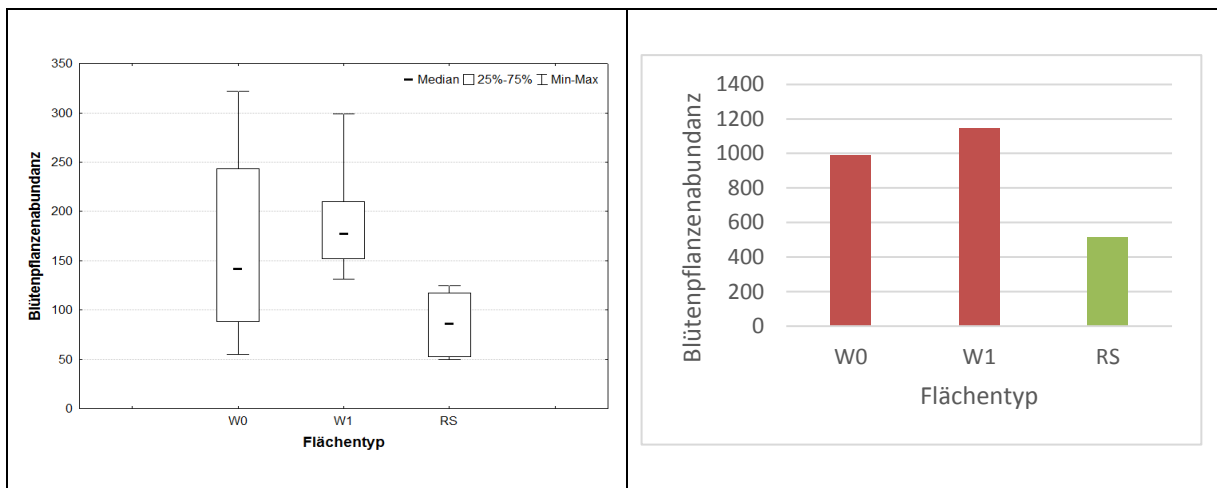 350
300
250
200
150
100
50
0
Blütenpflanzenabundanz
Median 25%-75% Min-Max
W0 W1 RS
Flächentyp
1400
1200
1000
800
600
400
200
0
Blütenpflanzenabundanz
W0 W1 RS
Flächentyp